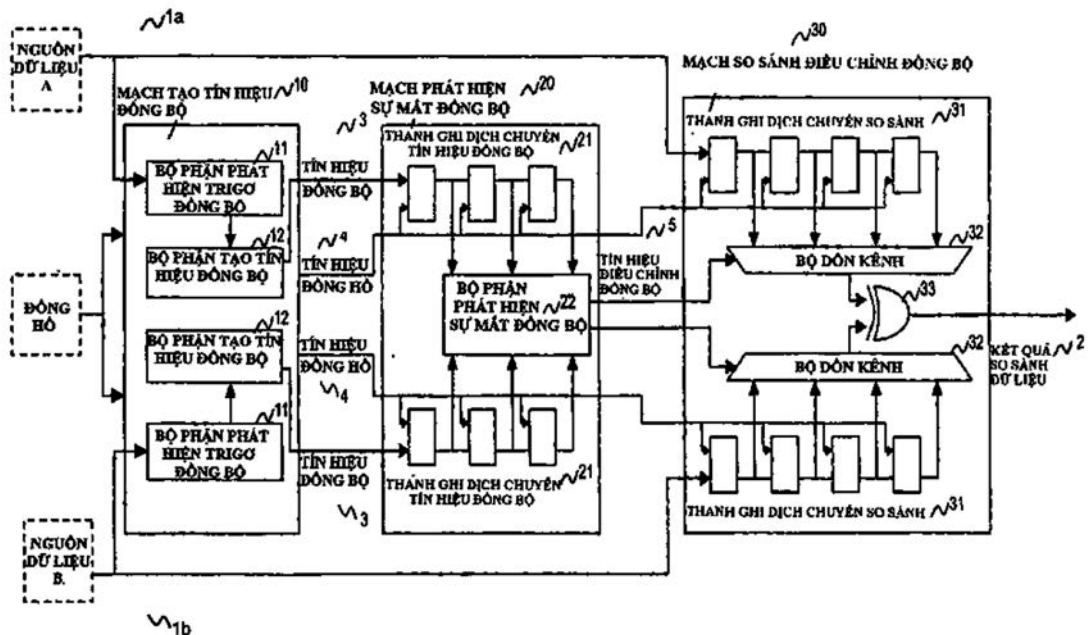 1a
NGUỒN
DỮ LIỆU
A
30
MẠCH SO SÁNH ĐIỀU CHỈNH ĐỒNG BỘ
MẠCH TẠO TÍN HIỆU
ĐỒNG BỘ
10
MẠCH PHÁT HIỆN
SỰ MẤT ĐỒNG BỘ
20
3
THANH GHI DỊCH CHUYỂN
TÍN HIỆU ĐỒNG BỘ
21
THANH GHI DỊCH CHUYỂN SO SÁNH
31
11
BỘ PHẬN PHÁT
HIỆN TRIGƠ
ĐỒNG BỘ
TÍN HIỆU
ĐỒNG BỘ
12
BỘ PHẬN TẠO TÍN
HIỆU ĐỒNG BỘ
4
TÍN HIỆU
ĐỒNG HỒ
5
TÍN HIỆU
ĐIỀU CHỈNH
ĐỒNG BỘ
32
BỘ DỒN KÊNH
ĐỒNG
HỒ
BỘ PHẬN
PHÁT HIỆN
SỰ MẤT ĐỒNG BỘ
22
33
12
BỘ PHẬN TẠO TÍN
HIỆU ĐỒNG BỘ
TÍN HIỆU
ĐỒNG HỒ
4
32
BỘ DỒN KÊNH
KẾT QUẢ
SO SÁNH
DỮ LIỆU
2
11
BỘ PHẬN PHÁT
HIỆN TRIGƠ
ĐỒNG BỘ
TÍN HIỆU
ĐỒNG BỘ
3
THANH GHI DỊCH CHUYỂN
TÍN HIỆU ĐỒNG BỘ
21
THANH GHI DỊCH CHUYỂN SO SÁNH
31
NGUỒN
DỮ LIỆU
B.
1b